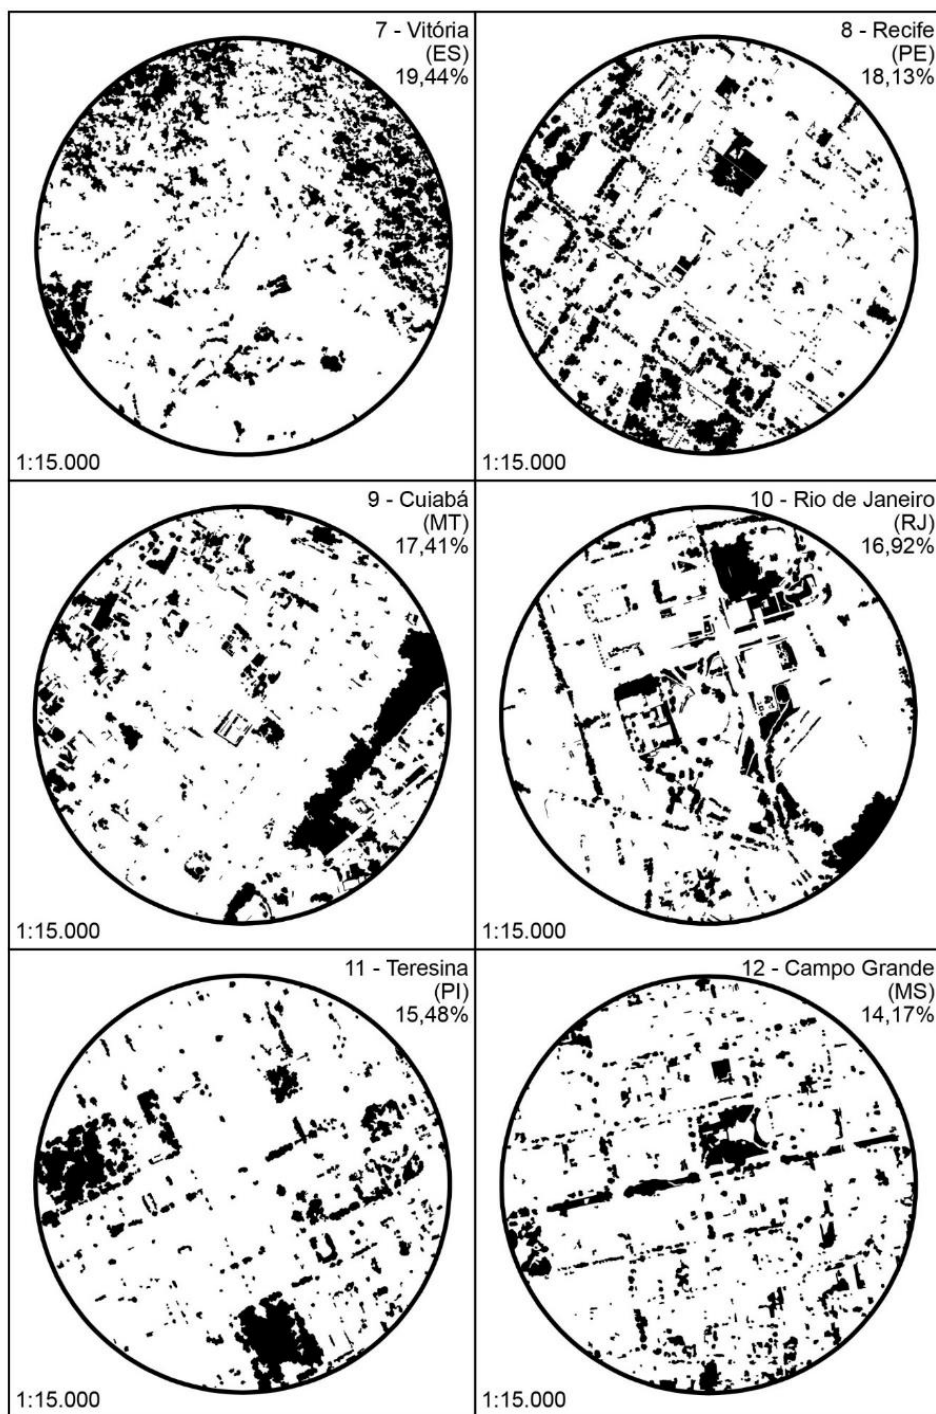 7 - Vitória
(ES)
19,44%
1:15.000
8 - Recife
(PE)
18,13%
1:15.000
9 - Cuiabá
(MT)
17,41%
1:15.000
10 - Rio de Janeiro
(RJ)
16,92%
1:15.000
11 - Teresina
(PI)
15,48%
1:15.000
12 - Campo Grande
(MS)
14,17%
1:15.000